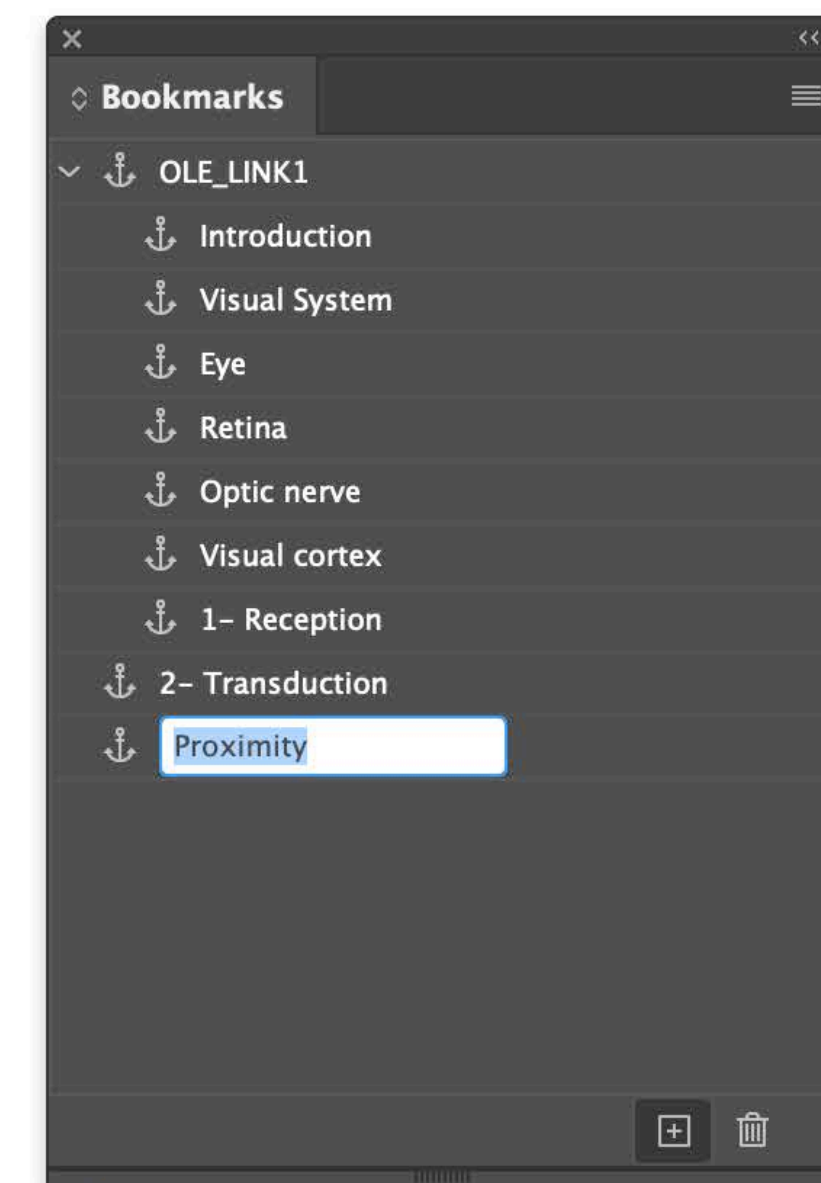 Bookmarks
OLE_LINK1
Introduction
Visual System
Eye
Retina
Optic nerve
Visual cortex
1– Reception
2– Transduction
Proximity